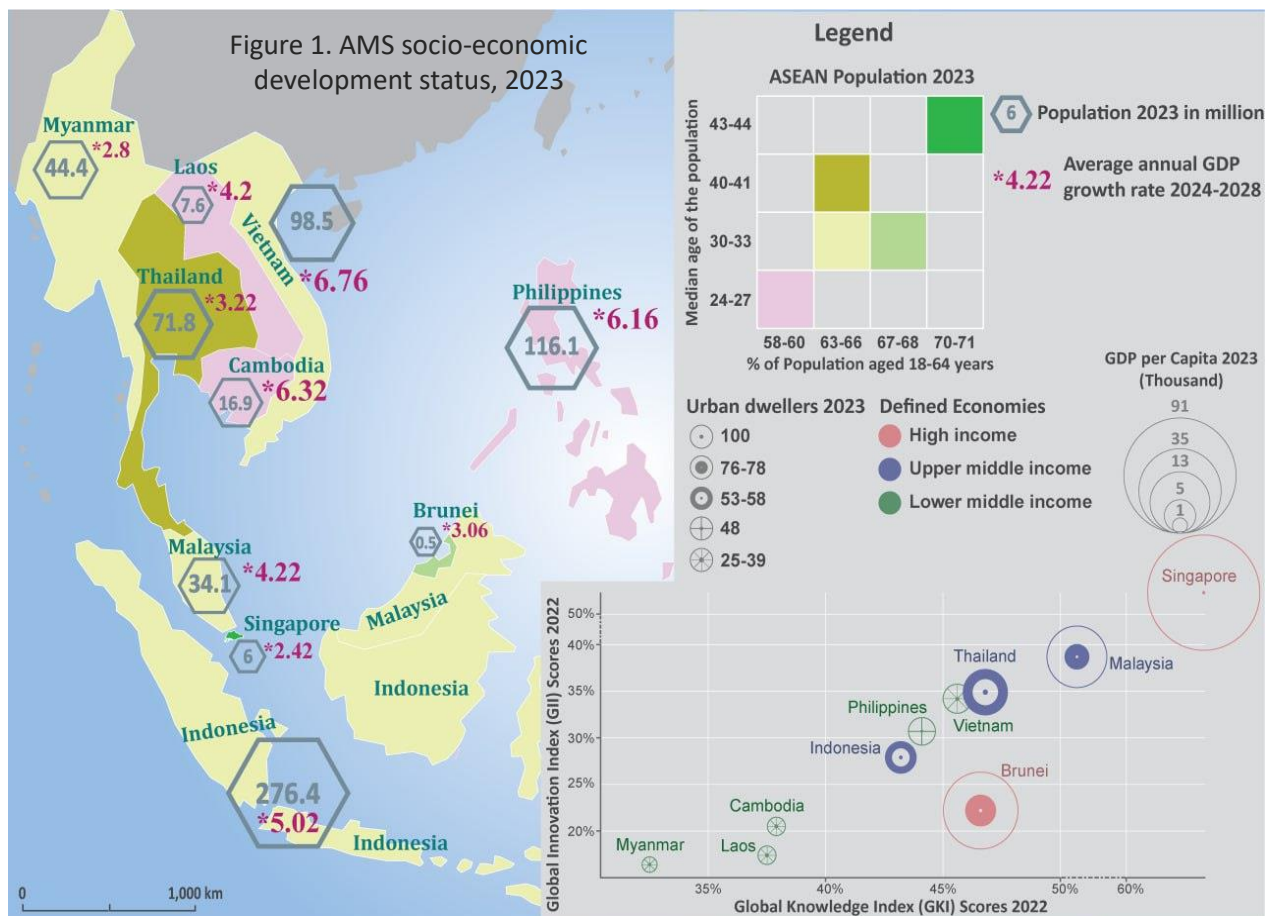 Figure 1. AMS socio-economic
development status, 2023
Myanmar
*2.8
44.4
Laos
*4.2
7.6
Vietnam
98.5
*6.76
Thailand
*3.22
71.8
Cambodia
*6.32
16.9
Philippines
*6.16
116.1
Brunei
*3.06
0.5
Malaysia
*4.22
34.1
Malaysia
Singapore
*2.42
6
Indonesia
Indonesia
276.4
*5.02
Indonesia
0
1,000 km
Legend
ASEAN Population 2023
Median age of the population
43-44
40-41
30-33
24-27
58-60
63-66
67-68
70-71
% of Population aged 18-64 years
6
Population 2023 in million
*4.22
Average annual GDP
growth rate 2024-2028
Urban dwellers 2023
100
76-78
53-58
48
25-39
Defined Economies
High income
Upper middle income
Lower middle income
GDP per Capita 2023
(Thousand)
91
35
13
5
1
Global Innovation Index (GII) Scores 2022
50%
40%
35%
30%
25%
20%
Singapore
Thailand
Malaysia
Philippines
Vietnam
Indonesia
Brunei
Cambodia
Myanmar
Laos
35%
40%
45%
50%
60%
Global Knowledge Index (GKI) Scores 2022